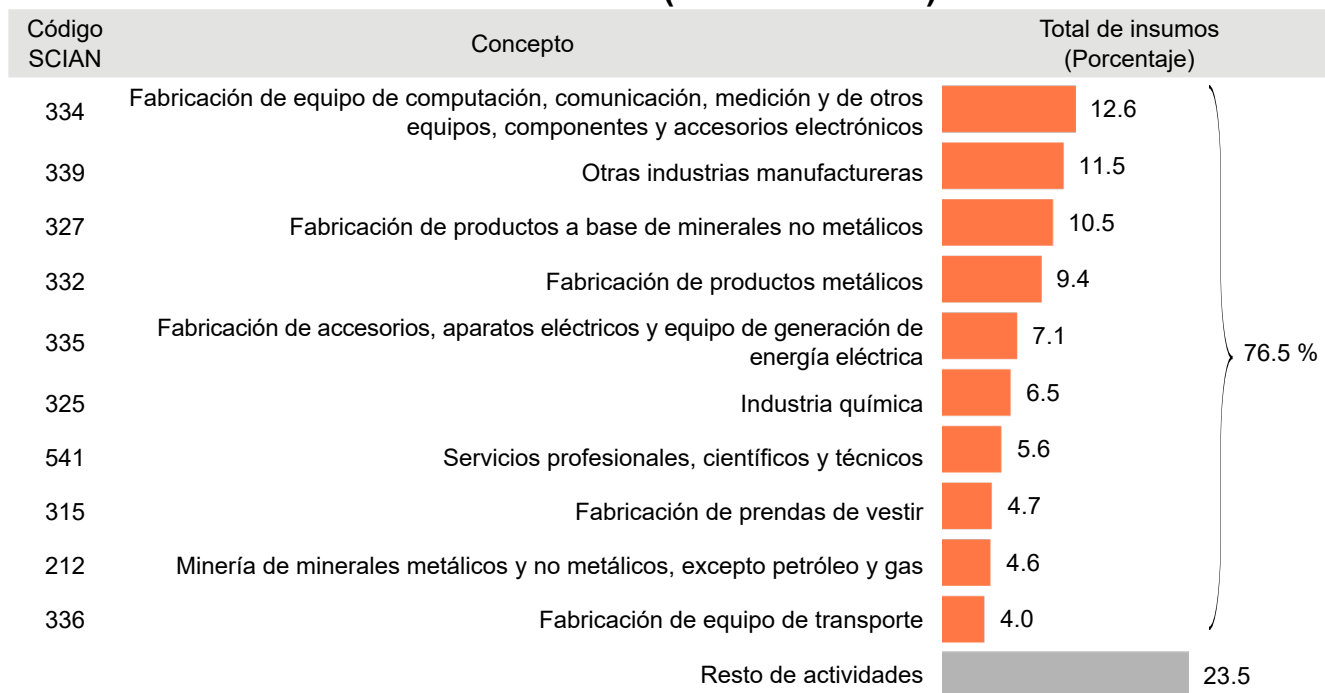 Código
SCIAN
Concepto
Total de insumos
(Porcentaje)
334
Fabricación de equipo de computación, comunicación, medición y de otros
equipos, componentes y accesorios electrónicos
12.6
339
Otras industrias manufactureras
11.5
327
Fabricación de productos a base de minerales no metálicos
10.5
332
Fabricación de productos metálicos
9.4
335
Fabricación de accesorios, aparatos eléctricos y equipo de generación de
energía eléctrica
7.1
76.5 %
325
Industria química
6.5
541
Servicios profesionales, científicos y técnicos
5.6
315
Fabricación de prendas de vestir
4.7
212
Minería de minerales metálicos y no metálicos, excepto petróleo y gas
4.6
336
Fabricación de equipo de transporte
4.0
Resto de actividades
23.5